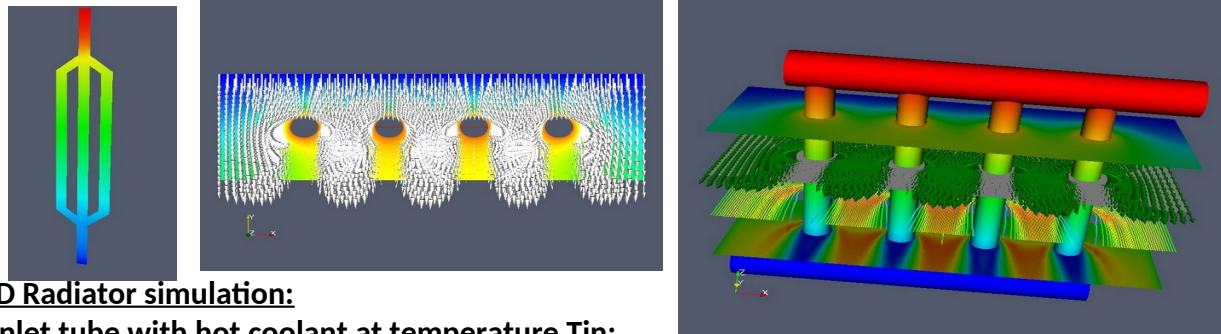 D Radiator simulation:
nlet tube with hot coolant at temperature Tin:
Y
Z X
Z
Y
X